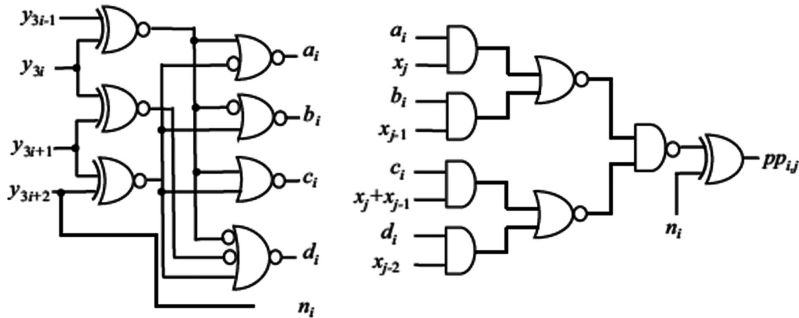 y3i-1
y3i
y3i+1
y3i+2
ai
bi
ci
di
ni
ai
xj
bi
xj-1
ci
xj+xj-1
di
xj-2
ni
ppi,j